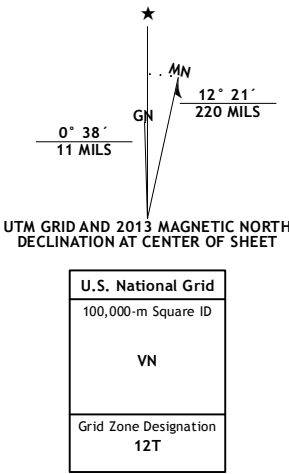 ★
MN
GN
12° 21´
220 MILS
0° 38´
11 MILS
UTM GRID AND 2013 MAGNETIC NORTH
DECLINATION AT CENTER OF SHEET
U.S. National Grid
100,000-m Square ID
VN
Grid Zone Designation
12T